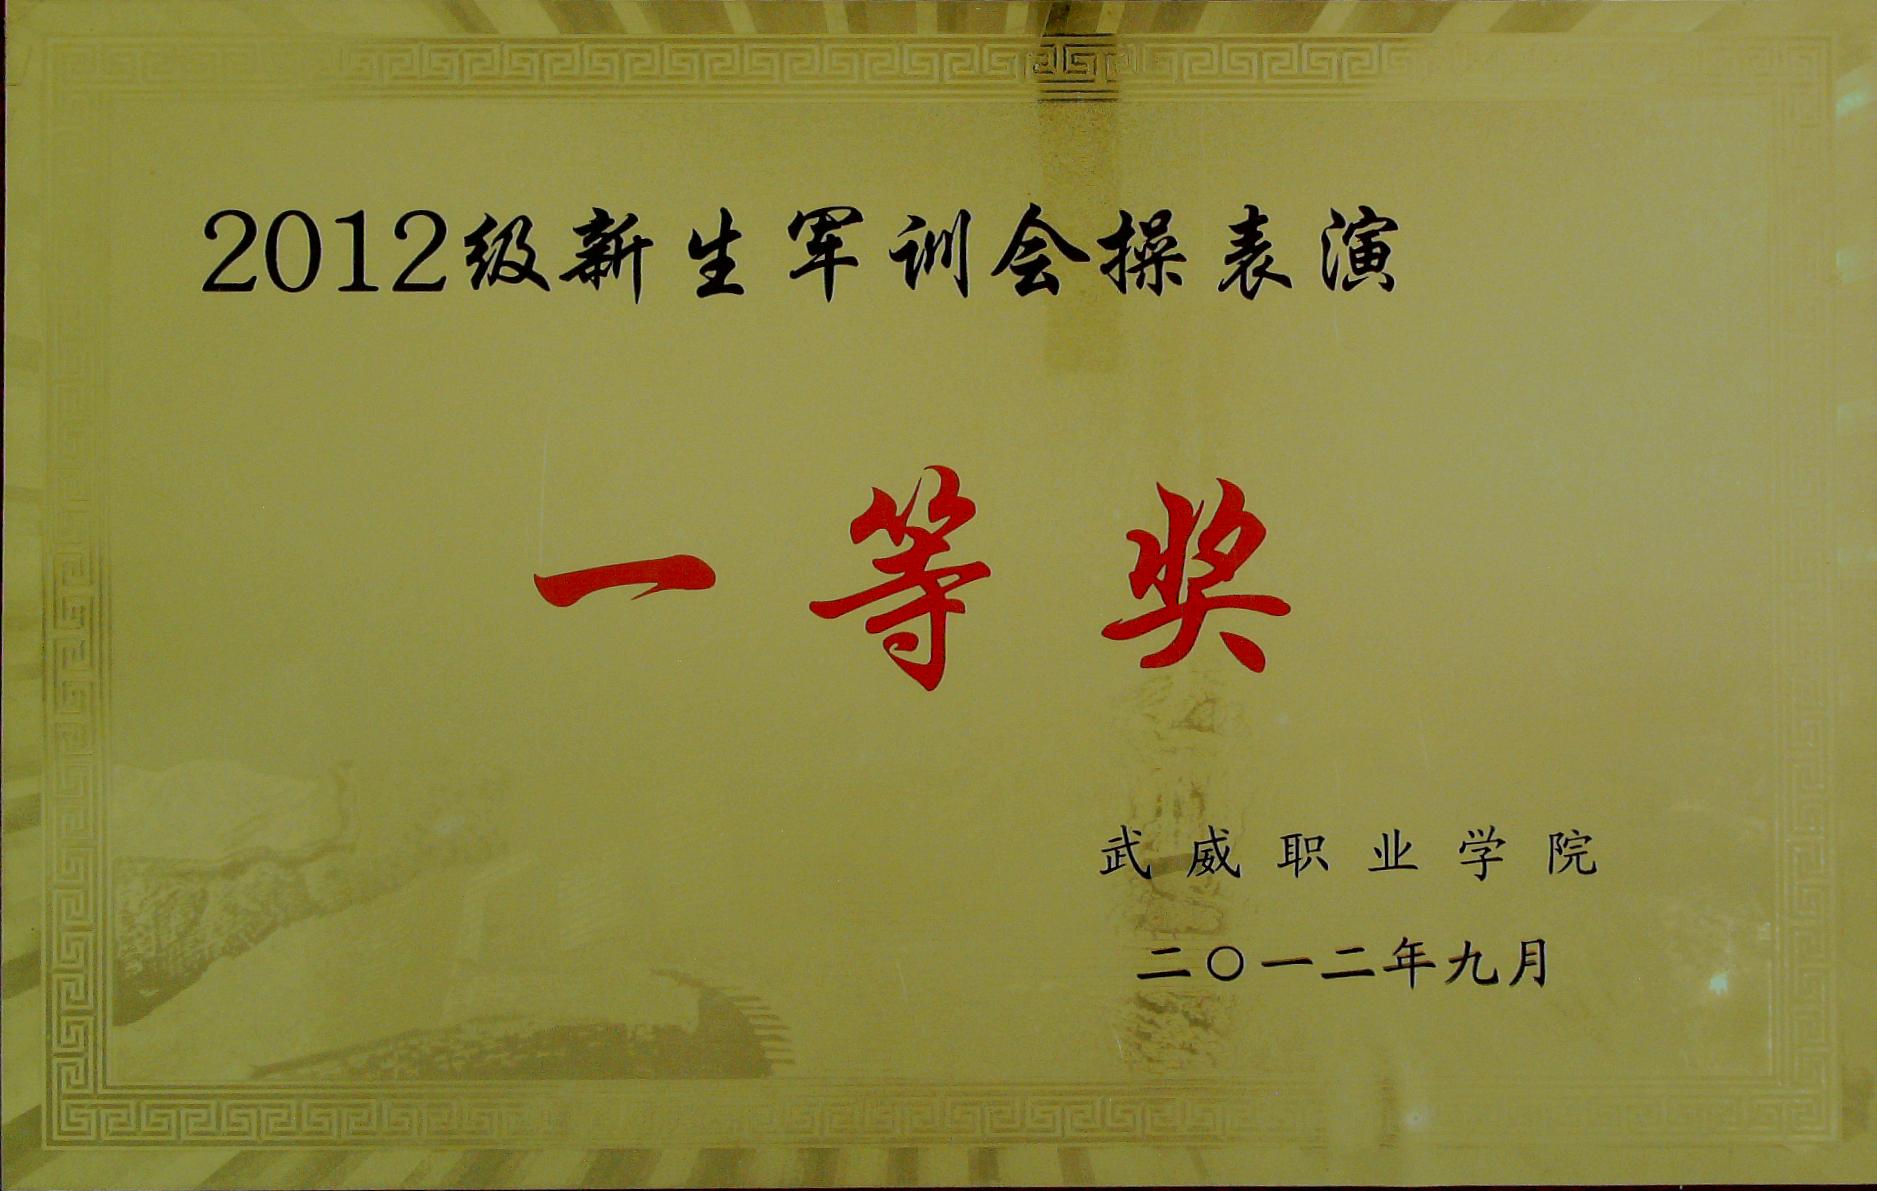 2012级新生军训会操表演
一等奖
武威职业学院
二〇一二年九月